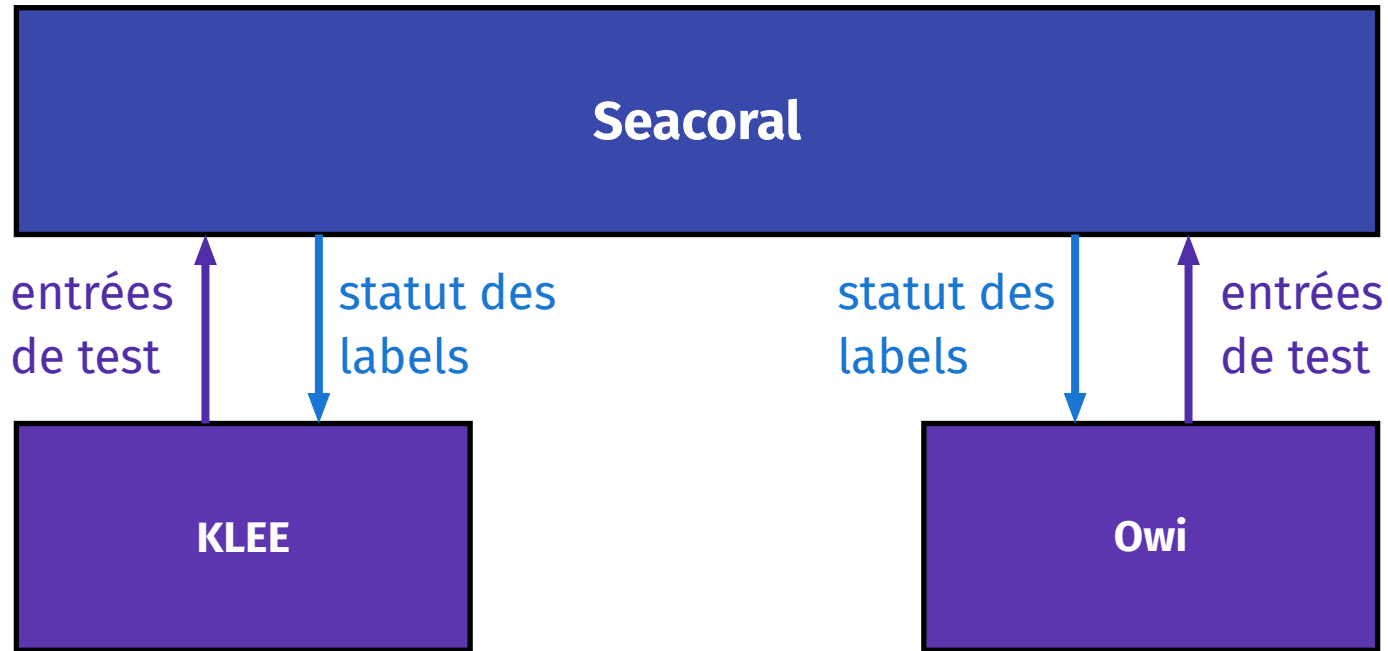 Seacoral
entrées
de test
statut des
labels
statut des
labels
entrées
de test
KLEE
Owi